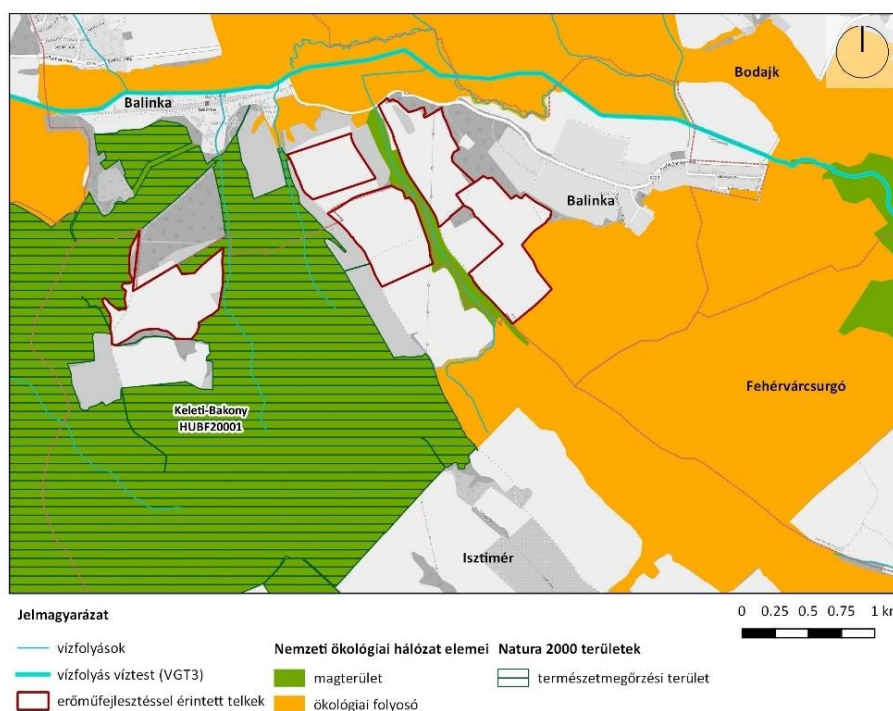 Bodajk
Balinka
Balinka
Fehérvárcsurgó
Keleti-Bakony
HUBF20001
Isztimér
Jelmagyarázat
vízfolyások
vízfolyás víztest (VGT3)
erőműfejlesztéssel érintett telkek
Nemzeti ökológiai hálózat elemei
magterület
ökológiai folyosó
Natura 2000 területek
természetmegőrzési terület
0 0.25 0.5 0.75 1 km